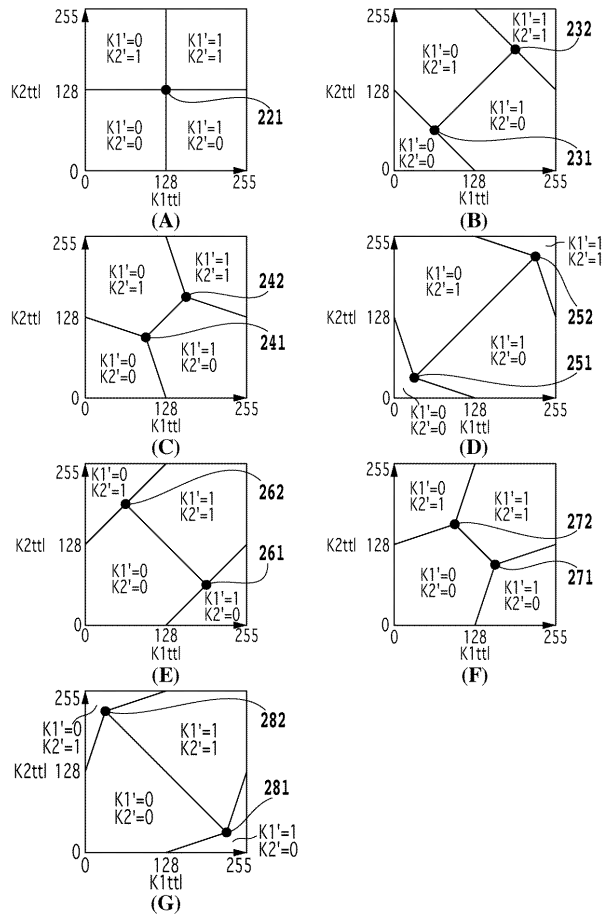 255
K1'=0 K1'=1
K2'=1 K2'=1
K2ttl 128
221
K1'=0 K1'=1
K2'=0 K2'=0
0
0 128 255
K1ttl
(A)
255
K1'=1
K2'=1
232
K1'=0
K2'=1
128
K1'=1
K2'=0
K1'=0
K2'=0
231
0
0 128 255
K1ttl
(B)
255
K1'=0 K1'=1
K2'=1 K2'=1
242
K2ttl 128
241
K1'=0 K1'=1
K2'=0 K2'=0
0
0 128 255
K1ttl
(C)
255
K1'=1
K2'=1
K1'=0
K2'=1
252
128
K1'=1
K2'=0
251
0
K1'=0
K2'=0
0 128 255
K1ttl
(D)
255
K1'=0
K2'=1
262
K1'=1
K2'=1
K2ttl 128
261
K1'=0
K2'=0
K1'=1
K2'=0
0
0 128 255
K1ttl
(E)
255
K1'=0 K1'=1
K2'=1 K2'=1
272
K2ttl 128
271
K1'=0 K1'=1
K2'=0 K2'=0
0
0 128 255
K1ttl
(F)
255
K1'=0
K2'=1
282
K1'=1
K2'=1
K2ttl 128
281
K1'=0
K2'=0
K1'=1
K2'=0
0
0 128 255
K1ttl
(G)